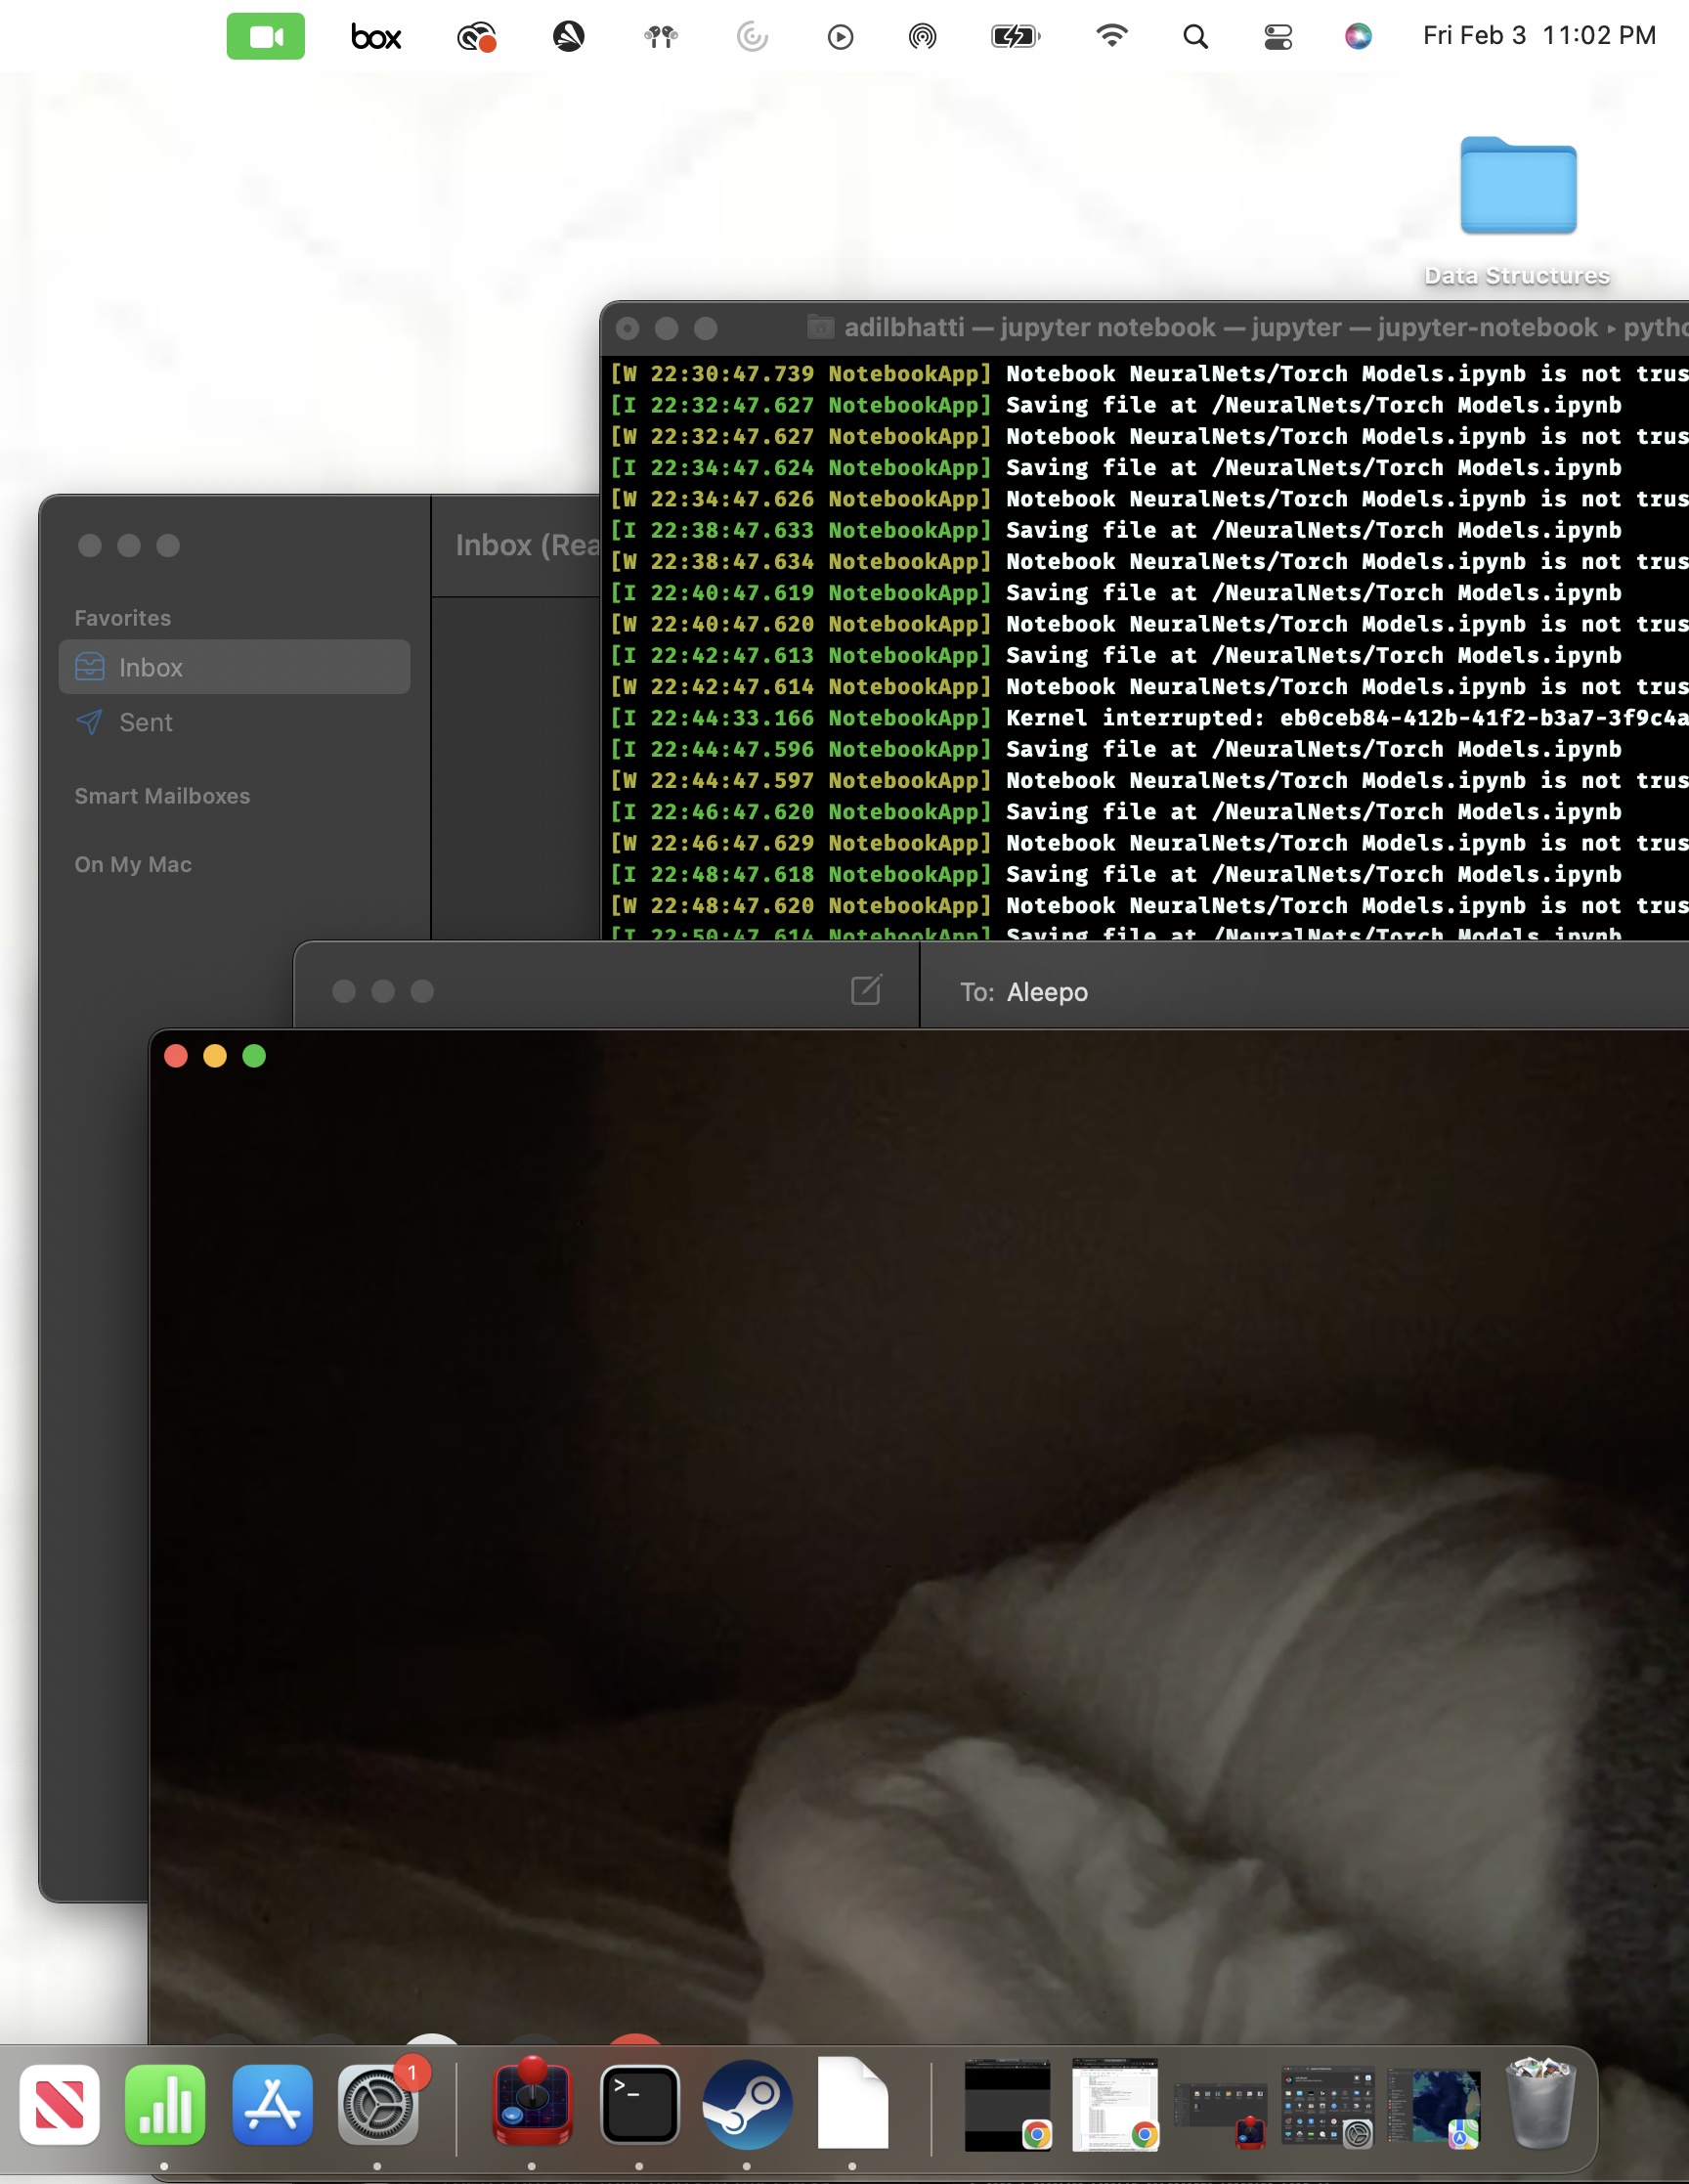 box
Fri Feb 3 11:02 PM
Data Structures
adilbhatti — jupyter notebook — jupyter — jupyter-notebook ▸ pytho
[W 22:30:47.739 NotebookApp] Notebook NeuralNets/Torch Models.ipynb is not trus
[I 22:32:47.627 NotebookApp] Saving file at /NeuralNets/Torch Models.ipynb
[W 22:32:47.627 NotebookApp] Notebook NeuralNets/Torch Models.ipynb is not trus
[I 22:34:47.624 NotebookApp] Saving file at /NeuralNets/Torch Models.ipynb
[W 22:34:47.626 NotebookApp] Notebook NeuralNets/Torch Models.ipynb is not trus
[I 22:38:47.633 NotebookApp] Saving file at /NeuralNets/Torch Models.ipynb
[W 22:38:47.634 NotebookApp] Notebook NeuralNets/Torch Models.ipynb is not trus
[I 22:40:47.619 NotebookApp] Saving file at /NeuralNets/Torch Models.ipynb
[W 22:40:47.620 NotebookApp] Notebook NeuralNets/Torch Models.ipynb is not trus
[I 22:42:47.613 NotebookApp] Saving file at /NeuralNets/Torch Models.ipynb
[W 22:42:47.614 NotebookApp] Notebook NeuralNets/Torch Models.ipynb is not trus
[I 22:44:33.166 NotebookApp] Kernel interrupted: eb0ceb84-412b-41f2-b3a7-3f9c4a
[I 22:44:47.596 NotebookApp] Saving file at /NeuralNets/Torch Models.ipynb
[W 22:44:47.597 NotebookApp] Notebook NeuralNets/Torch Models.ipynb is not trus
[I 22:46:47.620 NotebookApp] Saving file at /NeuralNets/Torch Models.ipynb
[W 22:46:47.629 NotebookApp] Notebook NeuralNets/Torch Models.ipynb is not trus
[I 22:48:47.618 NotebookApp] Saving file at /NeuralNets/Torch Models.ipynb
[W 22:48:47.620 NotebookApp] Notebook NeuralNets/Torch Models.ipynb is not trus
[I 22:50:47.614 NotebookApp] Saving file at /NeuralNets/Torch Models.ipynb
Inbox (Rea
Favorites
Inbox
Sent
Smart Mailboxes
On My Mac
To: Aleepo
1
>_